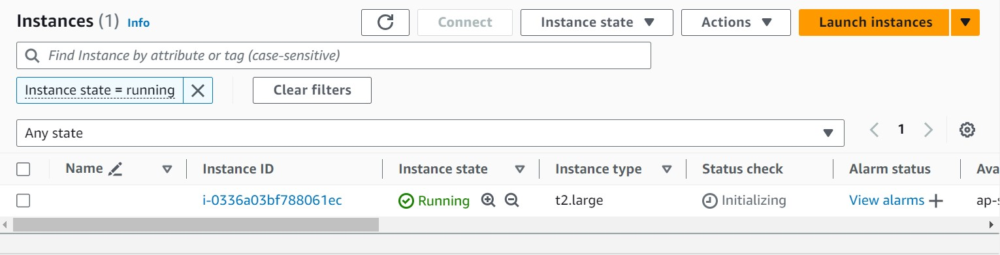 Instances (1) Info
Connect
Instance state
Actions
Launch instances
Find Instance by attribute or tag (case-sensitive)
Instance state = running
Clear filters
Any state
1
Name
Instance ID
Instance state
Instance type
Status check
Alarm status
Ava
i-0336a03bf788061ec
Running
t2.large
Initializing
View alarms
ap-s